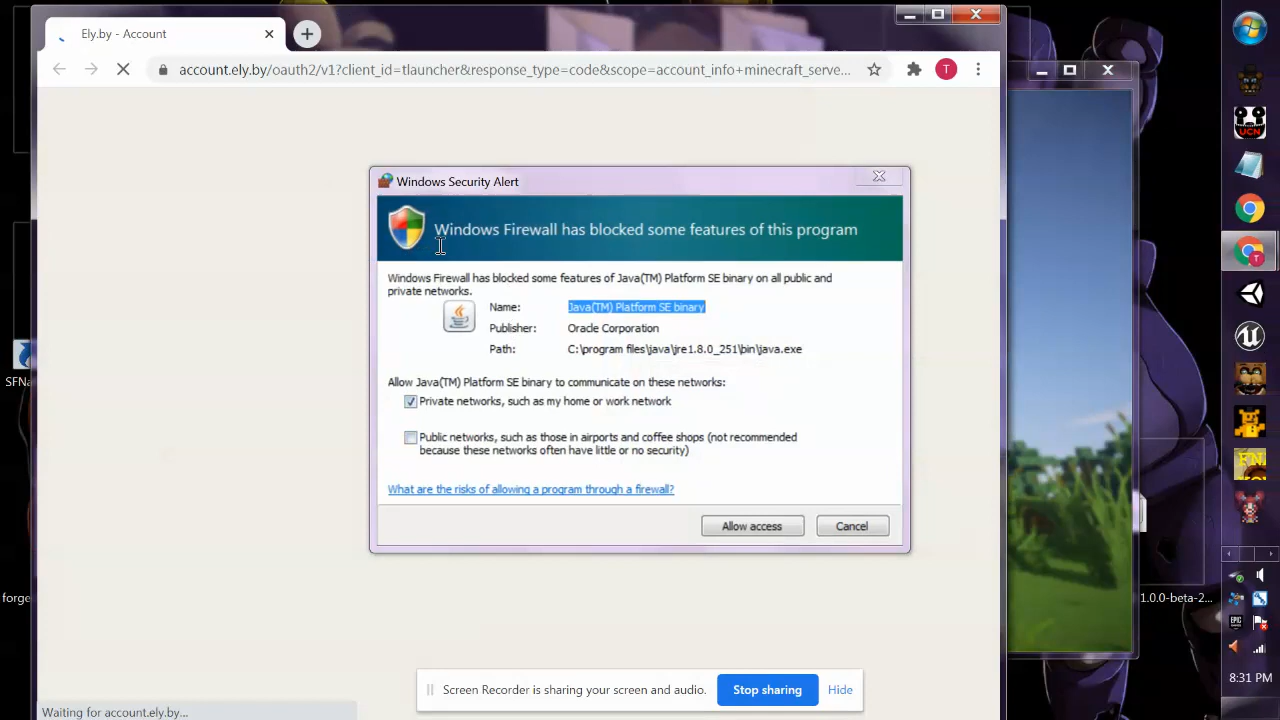 Ely.by - Account
account.ely.by/oauth2/v1?client_id=tlauncher&response_type=code&scope=account_info+minecraft_serve...
T
Windows Security Alert
Windows Firewall has blocked some features of this program
Windows Firewall has blocked some features of Java(TM) Platform SE binary on all public and
private networks.
Name: Java(TM) Platform SE binary
Publisher: Oracle Corporation
Path: C:\program files\java\jre1.8.0_251\bin\java.exe
Allow Java(TM) Platform SE binary to communicate on these networks:
Private networks, such as my home or work network
Public networks, such as those in airports and coffee shops (not recommended
because these networks often have little or no security)
What are the risks of allowing a program through a firewall?
Allow access Cancel
Screen Recorder is sharing your screen and audio. Stop sharing Hide
Waiting for account.ely.by...
SFNa
forge
1.0.0-beta-2...
UCN
T
EPIC
8:31 PM